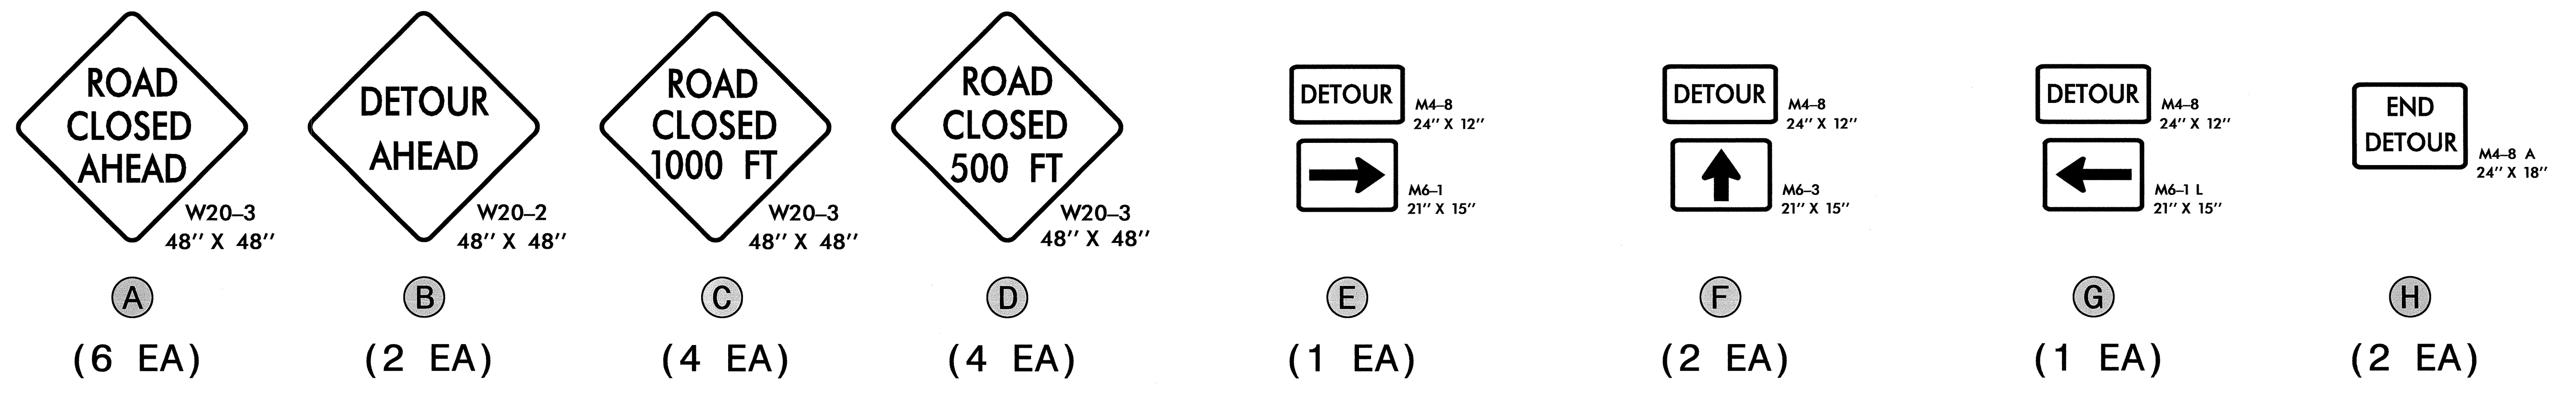 ROAD
CLOSED
AHEAD
W20–3
48″ X 48″
A
(6 EA)
DETOUR
AHEAD
W20–2
48″ X 48″
B
(2 EA)
ROAD
CLOSED
1000 FT
W20–3
48″ X 48″
C
(4 EA)
ROAD
CLOSED
500 FT
W20–3
48″ X 48″
D
(4 EA)
DETOUR
M4–8
24″ X 12″
M6–1
21″ X 15″
E
(1 EA)
DETOUR
M4–8
24″ X 12″
M6–3
21″ X 15″
F
(2 EA)
DETOUR
M4–8
24″ X 12″
M6–1 L
21″ X 15″
G
(1 EA)
END
DETOUR
M4–8 A
24″ X 18″
H
(2 EA)